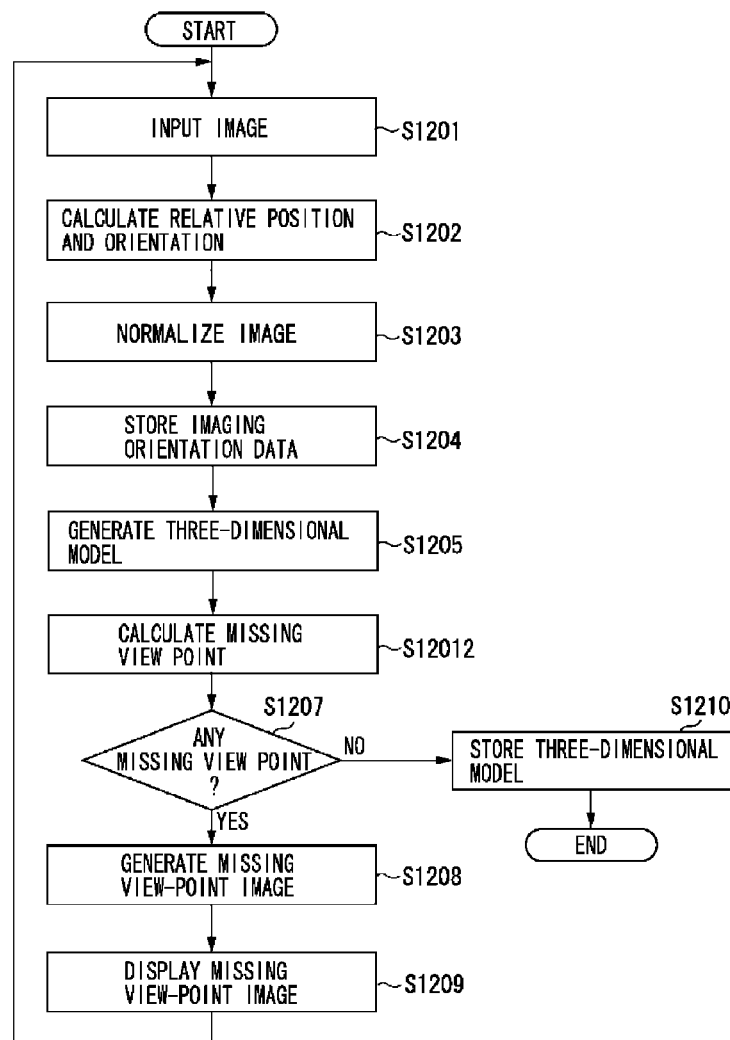 START
INPUT IMAGE
S1201
CALCULATE RELATIVE POSITION
AND ORIENTATION
S1202
NORMALIZE IMAGE
S1203
STORE IMAGING
ORIENTATION DATA
S1204
GENERATE THREE-DIMENSIONAL
MODEL
S1205
CALCULATE MISSING
VIEW POINT
S12012
S1207
ANY
MISSING VIEW POINT
?
NO
YES
S1210
STORE THREE-DIMENSIONAL
MODEL
END
GENERATE MISSING
VIEW-POINT IMAGE
S1208
DISPLAY MISSING
VIEW-POINT IMAGE
S1209